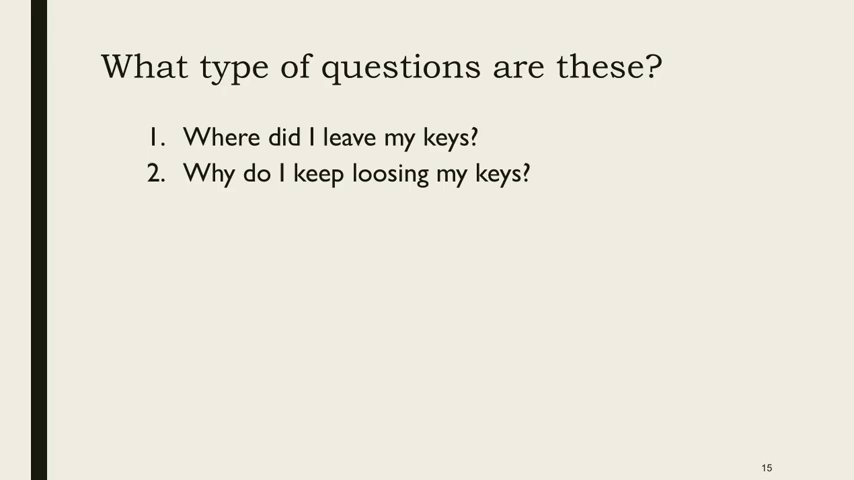 What type of questions are these?
1. Where did I leave my keys?
2. Why do I keep loosing my keys?
15